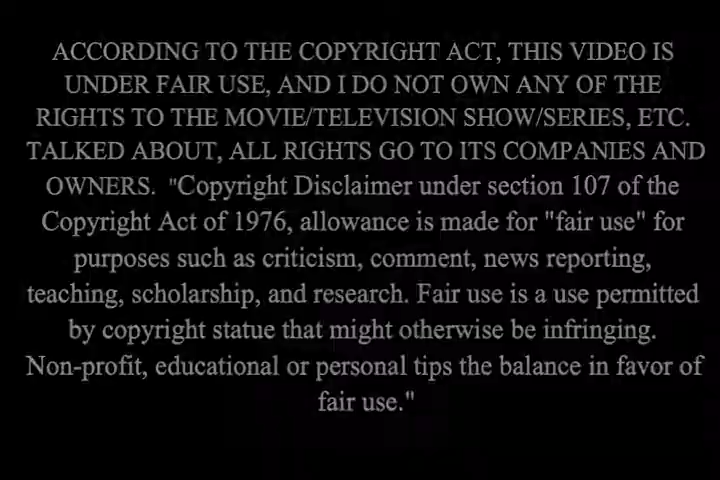 ACCORDING TO THE COPYRIGHT ACT, THIS VIDEO IS
UNDER FAIR USE, AND I DO NOT OWN ANY OF THE
RIGHTS TO THE MOVIE/TELEVISION SHOW/SERIES, ETC.
TALKED ABOUT, ALL RIGHTS GO TO ITS COMPANIES AND
OWNERS. "Copyright Disclaimer under section 107 of the
Copyright Act of 1976, allowance is made for "fair use" for
purposes such as criticism, comment, news reporting,
teaching, scholarship, and research. Fair use is a use permitted
by copyright statue that might otherwise be infringing.
Non-profit, educational or personal tips the balance in favor of
fair use."